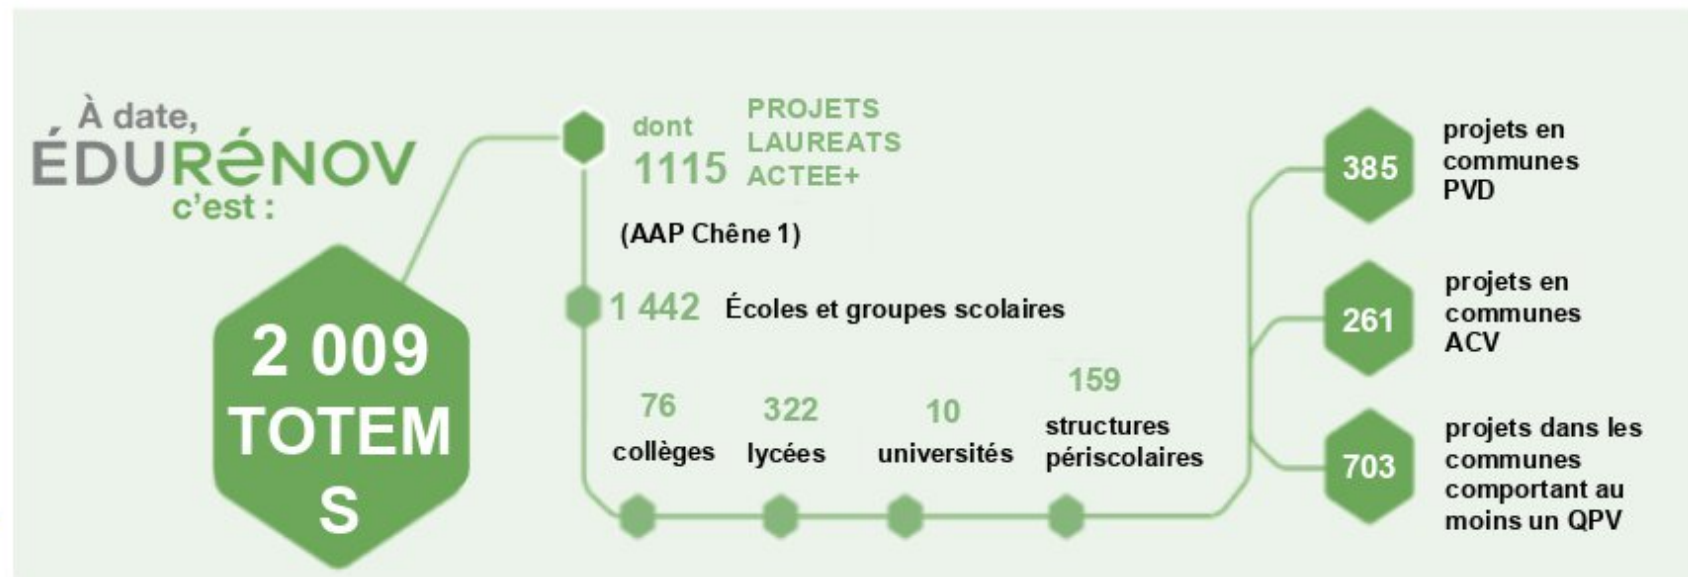 À date,
ÉDURéNOV
c'est :
2 009
TOTEM
S
dont
1115
PROJETS
LAUREATS
ACTEE+
(AAP Chêne 1)
1 442 Écoles et groupes scolaires
76
collèges
322
lycées
10
universités
159
structures
périscolaires
385
projets en
communes
PVD
261
projets en
communes
ACV
703
projets dans les
communes
comportant au
moins un QPV